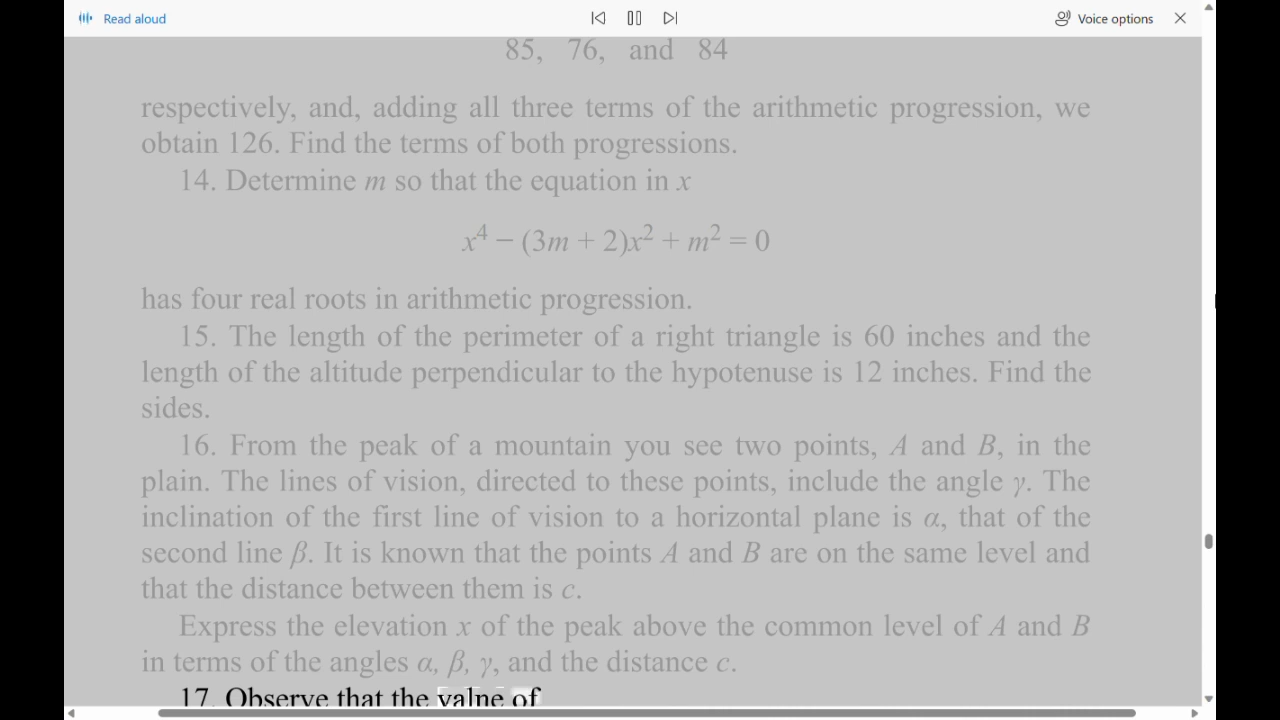 Read aloud
Voice options
85, 76, and 84
respectively, and, adding all three terms of the arithmetic progression, we
obtain 126. Find the terms of both progressions.
14. Determine m so that the equation in x
x⁴ − (3m + 2)x² + m² = 0
has four real roots in arithmetic progression.
15. The length of the perimeter of a right triangle is 60 inches and the
length of the altitude perpendicular to the hypotenuse is 12 inches. Find the
sides.
16. From the peak of a mountain you see two points, A and B, in the
plain. The lines of vision, directed to these points, include the angle γ. The
inclination of the first line of vision to a horizontal plane is α, that of the
second line β. It is known that the points A and B are on the same level and
that the distance between them is c.
Express the elevation x of the peak above the common level of A and B
in terms of the angles α, β, γ, and the distance c.
17. Observe that the valne of